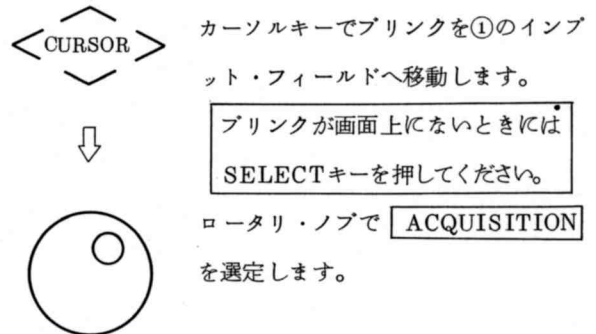 CURSOR
カーソルキーでブリンクを①のインプ
ット・フィールドへ移動します。
ブリンクが画面上にないときには
SELECTキーを押してください。
ロータリ・ノブで ACQUISITION
を選定します。